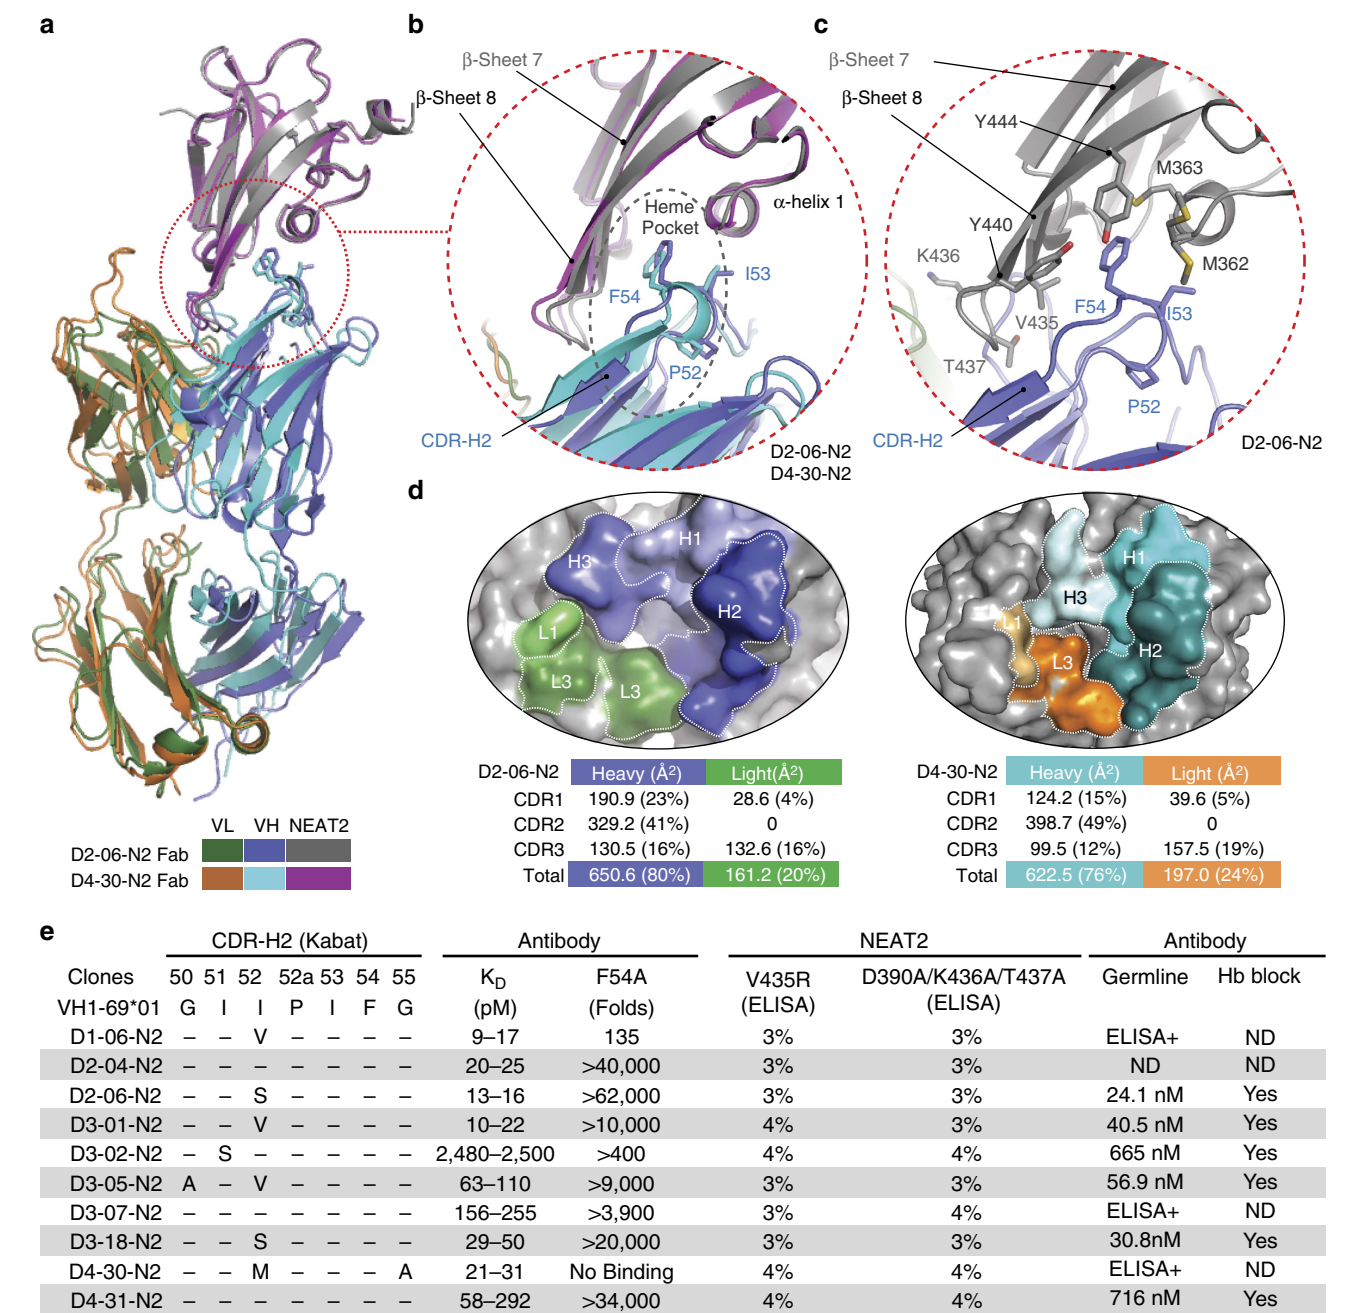 a
b
c
β-Sheet 7
β-Sheet 8
Heme
Pocket
α-helix 1
F54
I53
P52
CDR-H2
D2-06-N2
D4-30-N2
β-Sheet 7
β-Sheet 8
Y444
M363
Y440
K436
M362
F54
I53
V435
T437
P52
CDR-H2
D2-06-N2
VL VH NEAT2
D2-06-N2 Fab
D4-30-N2 Fab
d
H1
H3
H2
L1
L3
L3
H1
H3
L1
H2
L3
D2-06-N2 Heavy (Å²) Light(Å²)
CDR1 190.9 (23%) 28.6 (4%)
CDR2 329.2 (41%) 0
CDR3 130.5 (16%) 132.6 (16%)
Total 650.6 (80%) 161.2 (20%)
D4-30-N2 Heavy (Å²) Light (Å²)
CDR1 124.2 (15%) 39.6 (5%)
CDR2 398.7 (49%) 0
CDR3 99.5 (12%) 157.5 (19%)
Total 622.5 (76%) 197.0 (24%)
e
CDR-H2 (Kabat) Antibody NEAT2 Antibody
Clones 50 51 52 52a 53 54 55 K_D F54A V435R D390A/K436A/T437A Germline Hb block
VH1-69*01 G I I P I F G (pM) (Folds) (ELISA) (ELISA)
D1-06-N2 – – V – – – – 9–17 135 3% 3% ELISA+ ND
D2-04-N2 – – – – – – – 20–25 >40,000 3% 3% ND ND
D2-06-N2 – – S – – – – 13–16 >62,000 3% 3% 24.1 nM Yes
D3-01-N2 – – V – – – – 10–22 >10,000 4% 3% 40.5 nM Yes
D3-02-N2 – S – – – – – 2,480–2,500 >400 4% 4% 665 nM Yes
D3-05-N2 A – V – – – – 63–110 >9,000 3% 3% 56.9 nM Yes
D3-07-N2 – – – – – – – 156–255 >3,900 3% 4% ELISA+ ND
D3-18-N2 – – S – – – – 29–50 >20,000 3% 3% 30.8nM Yes
D4-30-N2 – – M – – – A 21–31 No Binding 4% 4% ELISA+ ND
D4-31-N2 – – – – – – – 58–292 >34,000 4% 4% 716 nM Yes